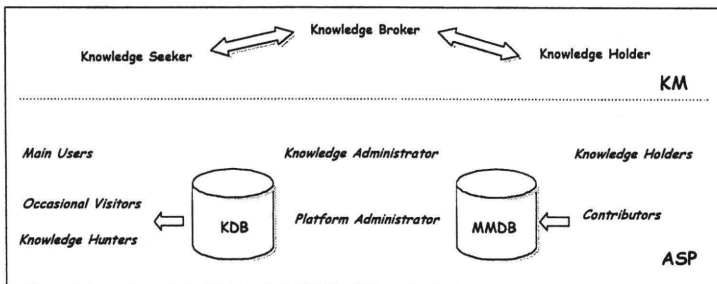 Knowledge Broker
Knowledge Seeker
Knowledge Holder
KM
Main Users
Knowledge Administrator
Knowledge Holders
Occasional Visitors
KDB
Platform Administrator
MMDB
Contributors
Knowledge Hunters
ASP